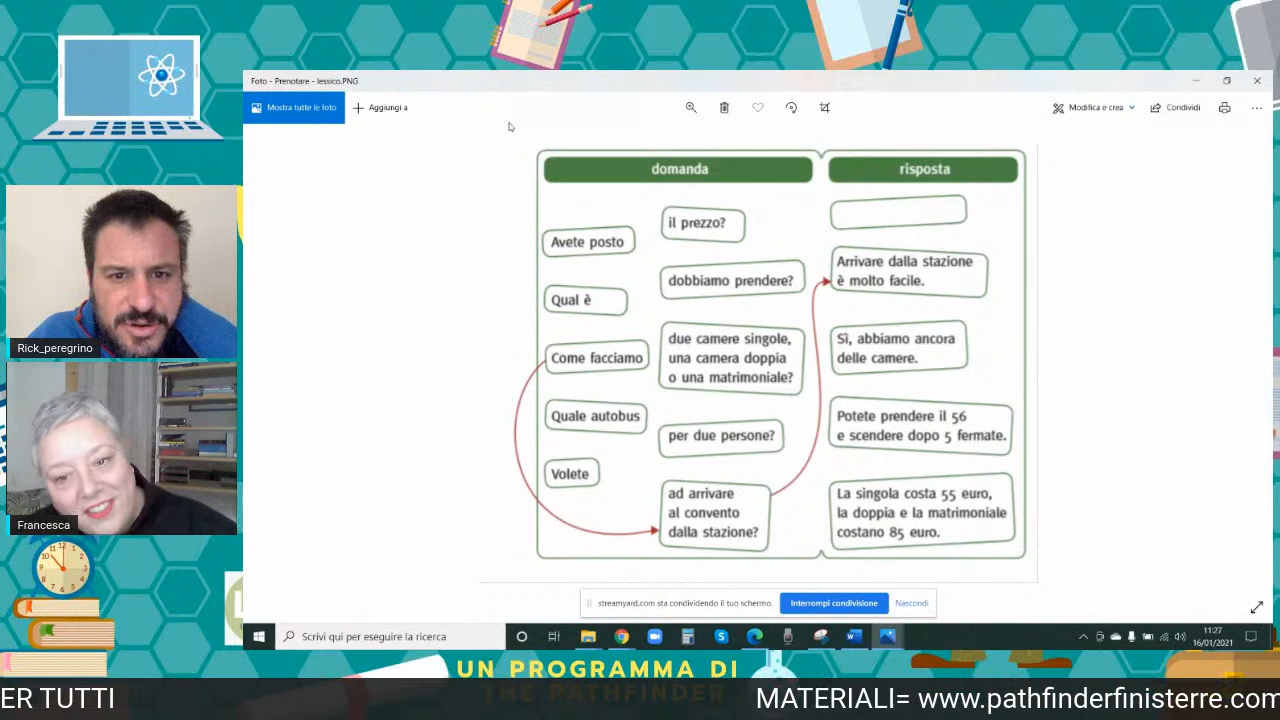 Foto - Prenotare - lessico.PNG
Mostra tutte le foto
Aggiungi a
Modifica e crea
Condividi
domanda
risposta
Avete posto
Qual è
Come facciamo
Quale autobus
Volete
il prezzo?
dobbiamo prendere?
due camere singole,
una camera doppia
o una matrimoniale?
per due persone?
ad arrivare
al convento
dalla stazione?
Arrivare dalla stazione
è molto facile.
Sì, abbiamo ancora
delle camere.
Potete prendere il 56
e scendere dopo 5 fermate.
La singola costa 55 euro,
la doppia e la matrimoniale
costano 85 euro.
Rick_peregrino
Francesca
streamyard.com sta condividendo il tuo schermo.
Interrompi condivisione
Nascondi
Scrivi qui per eseguire la ricerca
11:27
16/01/2021
UN PROGRAMMA DI
THE PATHFINDER
ER TUTTI
MATERIALI= www.pathfinderfinisterre.com